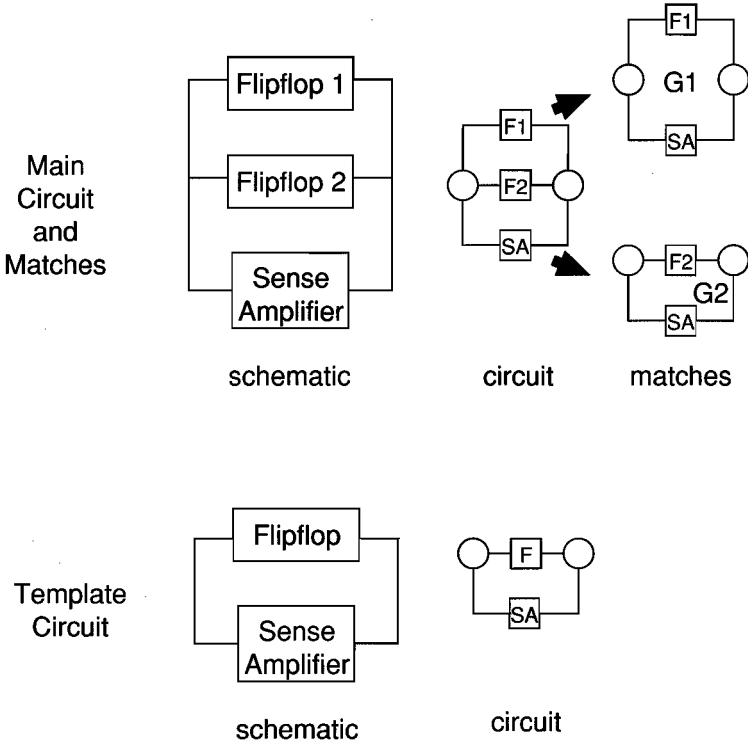 Main
Circuit
and
Matches
Flipflop 1
Flipflop 2
Sense
Amplifier
schematic
F1
F2
SA
circuit
F1
G1
SA
F2
G2
SA
matches
Template
Circuit
Flipflop
Sense
Amplifier
schematic
F
SA
circuit